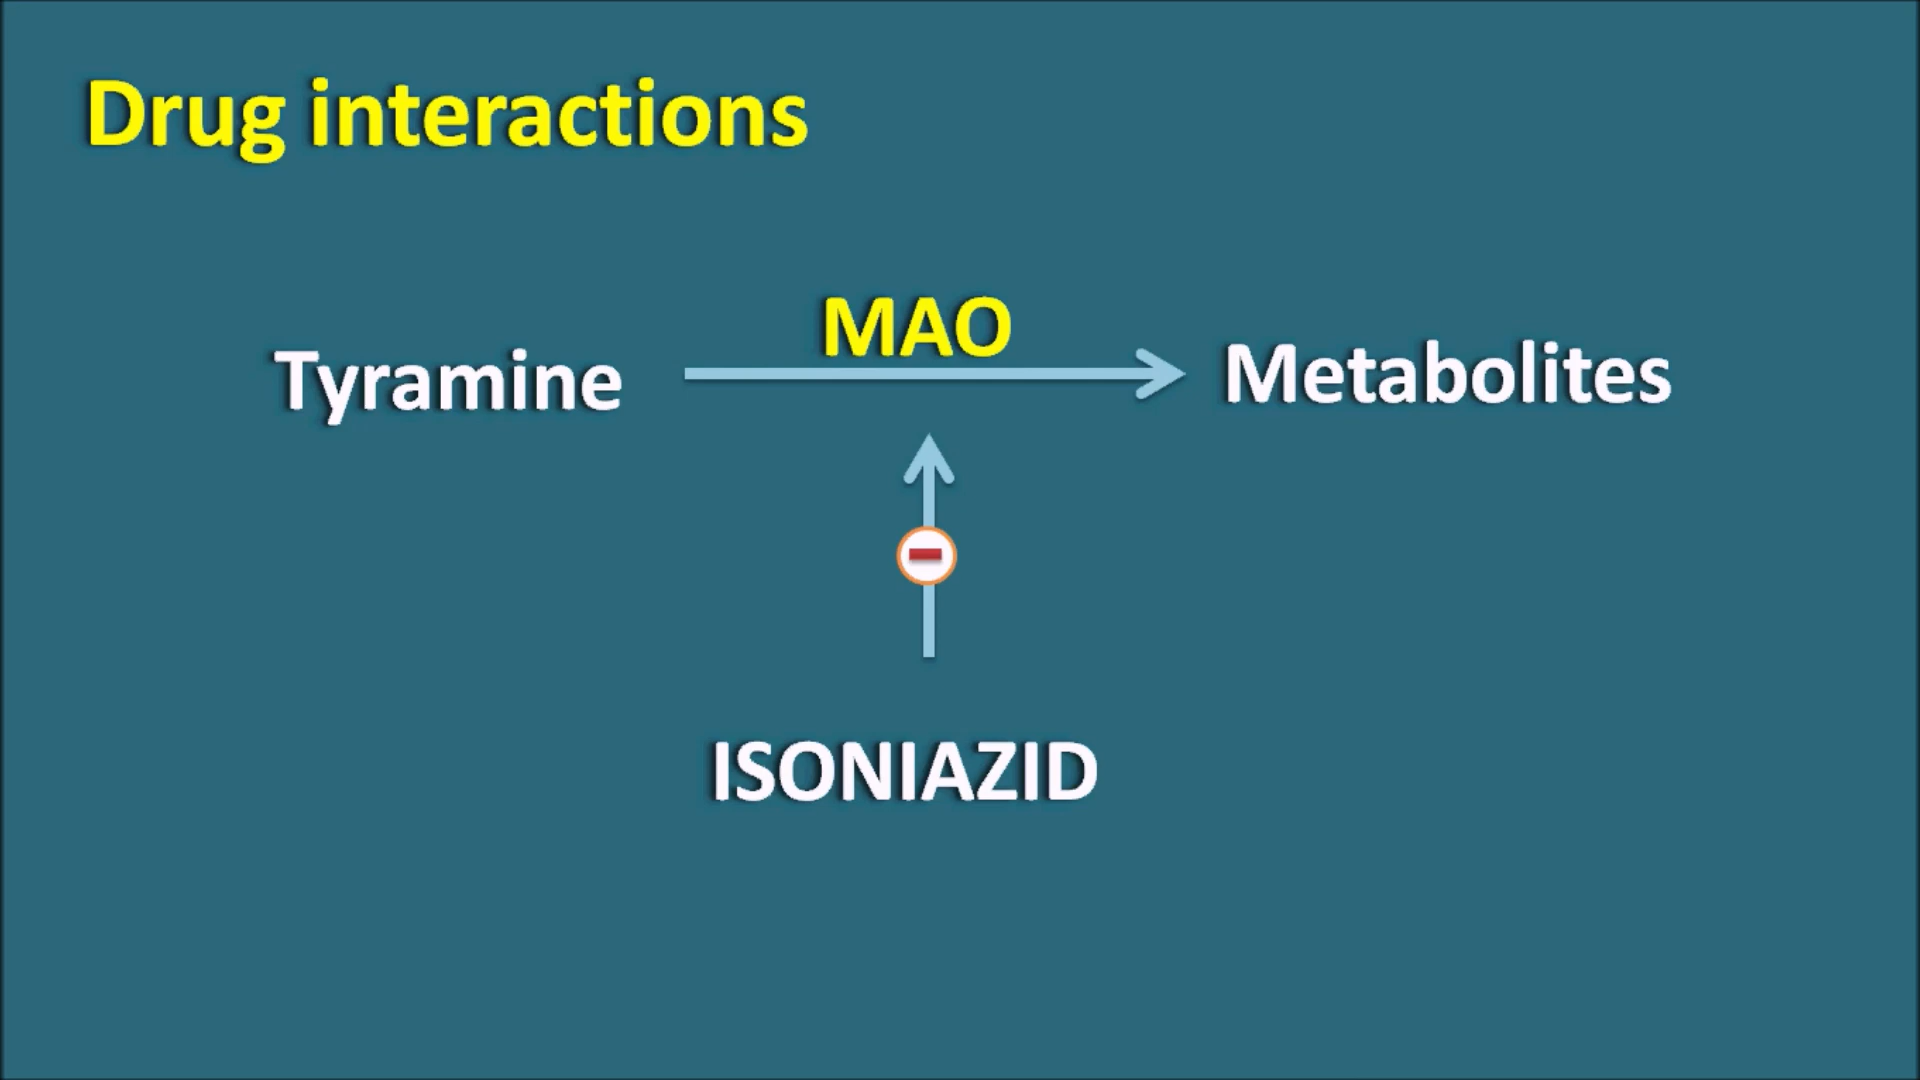 Drug interactions
MAO
Tyramine
Metabolites
ISONIAZID